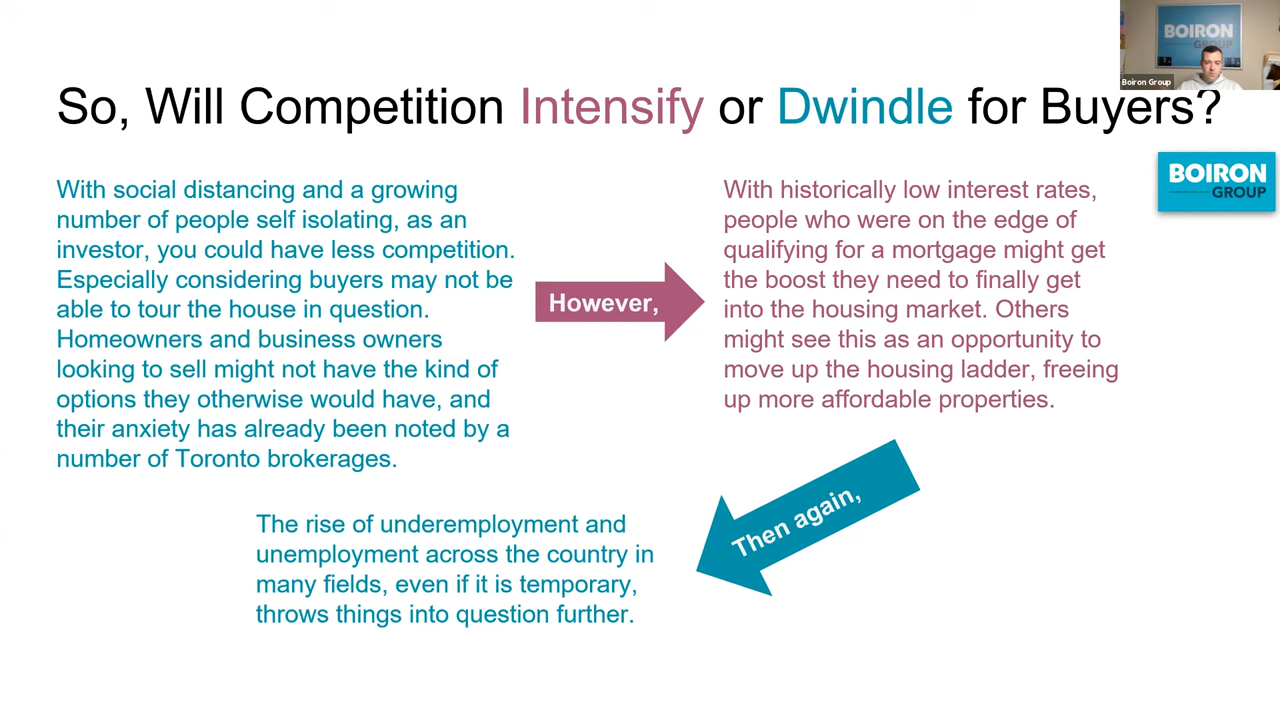 BOIRON
GROUP
Boiron Group
So, Will Competition Intensify or Dwindle for Buyers?
BOIRON
GROUP
With social distancing and a growing
number of people self isolating, as an
investor, you could have less competition.
Especially considering buyers may not be
able to tour the house in question.
Homeowners and business owners
looking to sell might not have the kind of
options they otherwise would have, and
their anxiety has already been noted by a
number of Toronto brokerages.
However,
With historically low interest rates,
people who were on the edge of
qualifying for a mortgage might get
the boost they need to finally get
into the housing market. Others
might see this as an opportunity to
move up the housing ladder, freeing
up more affordable properties.
Then again,
The rise of underemployment and
unemployment across the country in
many fields, even if it is temporary,
throws things into question further.